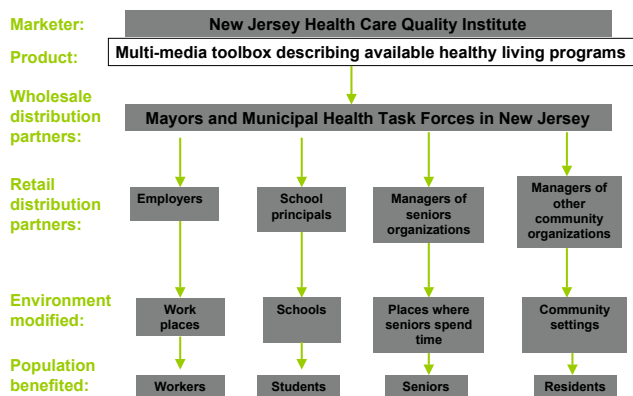 Marketer:
New Jersey Health Care Quality Institute
Product:
Multi-media toolbox describing available healthy living programs
Wholesale
distribution
partners:
Mayors and Municipal Health Task Forces in New Jersey
Retail
distribution
partners:
Employers
School
principals
Managers of
seniors
organizations
Managers of
other
community
organizations
Environment
modified:
Work
places
Schools
Places where
seniors spend
time
Community
settings
Population
benefited:
Workers
Students
Seniors
Residents